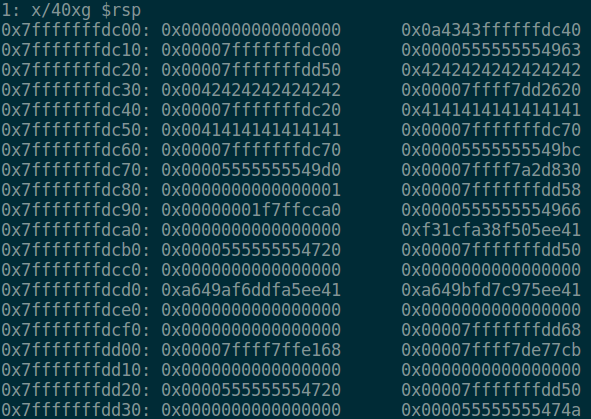 1: x/40xg $rsp
0x7fffffffdc00: 0x0000000000000000 0x0a4343ffffffdc40
0x7fffffffdc10: 0x00007fffffffdc00 0x0000555555554963
0x7fffffffdc20: 0x00007fffffffdd50 0x4242424242424242
0x7fffffffdc30: 0x0042424242424242 0x00007ffff7dd2620
0x7fffffffdc40: 0x00007fffffffdc20 0x4141414141414141
0x7fffffffdc50: 0x0041414141414141 0x00007fffffffdc70
0x7fffffffdc60: 0x00007fffffffdc70 0x00005555555549bc
0x7fffffffdc70: 0x00005555555549d0 0x00007ffff7a2d830
0x7fffffffdc80: 0x0000000000000001 0x00007fffffffdd58
0x7fffffffdc90: 0x00000001f7ffcca0 0x0000555555554966
0x7fffffffdca0: 0x0000000000000000 0xf31cfa38f505ee41
0x7fffffffdcb0: 0x0000555555554720 0x00007fffffffdd50
0x7fffffffdcc0: 0x0000000000000000 0x0000000000000000
0x7fffffffdcd0: 0xa649af6ddfa5ee41 0xa649bfd7c975ee41
0x7fffffffdce0: 0x0000000000000000 0x0000000000000000
0x7fffffffdcf0: 0x0000000000000000 0x00007fffffffdd68
0x7fffffffdd00: 0x00007ffff7ffe168 0x00007ffff7de77cb
0x7fffffffdd10: 0x0000000000000000 0x0000000000000000
0x7fffffffdd20: 0x0000555555554720 0x00007fffffffdd50
0x7fffffffdd30: 0x0000000000000000 0x000055555555474a